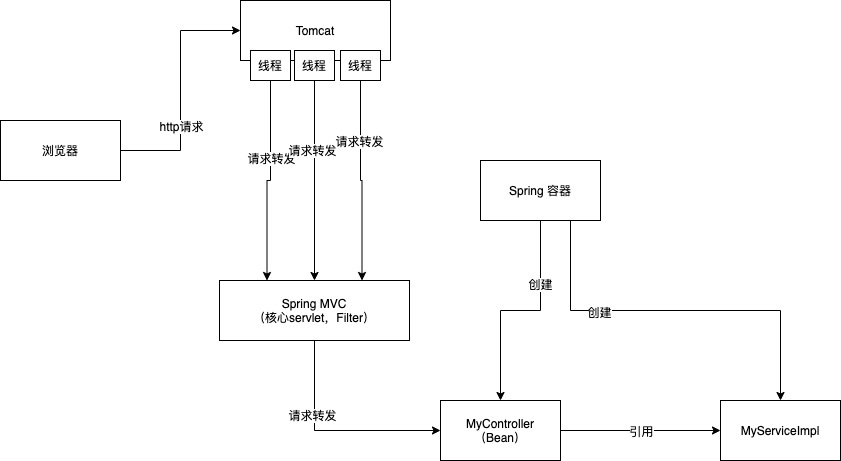 Tomcat
线程
线程
线程
http请求
浏览器
请求转发
请求转发
请求转发
Spring 容器
创建
创建
Spring MVC
（核心servlet，Filter）
请求转发
MyController
（Bean）
引用
MyServiceImpl